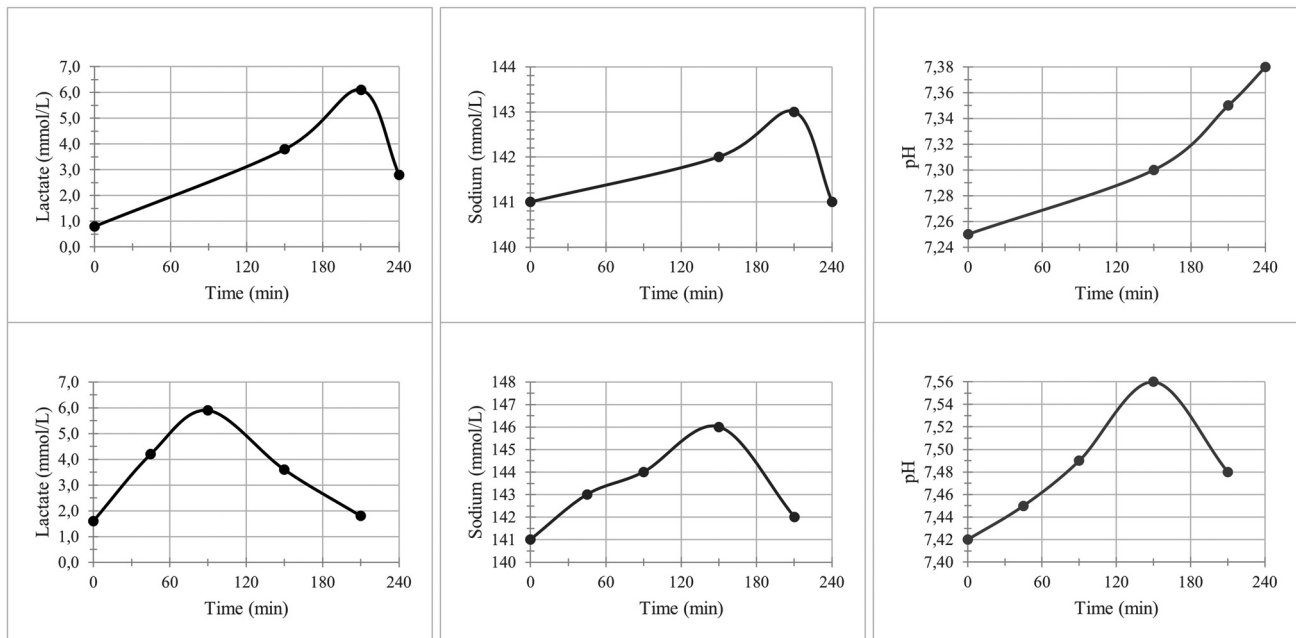 Lactate (mmol/L)
7,0
6,0
5,0
4,0
3,0
2,0
1,0
0,0
0 60 120 180 240
Time (min)
Sodium (mmol/L)
144
143
142
141
140
0 60 120 180 240
Time (min)
pH
7,38
7,36
7,34
7,32
7,30
7,28
7,26
7,24
0 60 120 180 240
Time (min)
Lactate (mmol/L)
7,0
6,0
5,0
4,0
3,0
2,0
1,0
0,0
0 60 120 180 240
Time (min)
Sodium (mmol/L)
148
147
146
145
144
143
142
141
140
0 60 120 180 240
Time (min)
pH
7,56
7,54
7,52
7,50
7,48
7,46
7,44
7,42
7,40
0 60 120 180 240
Time (min)